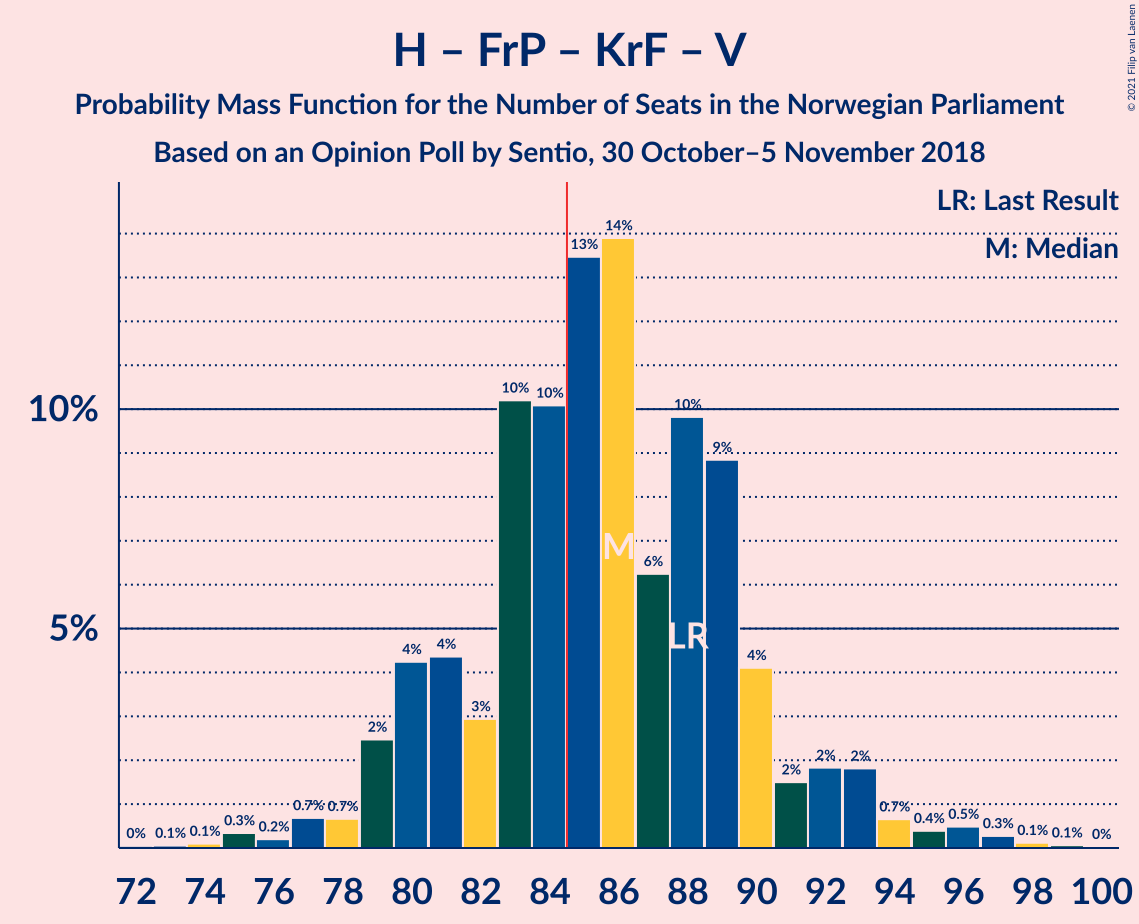 H – FrP – KrF – V
Probability Mass Function for the Number of Seats in the Norwegian Parliament
Based on an Opinion Poll by Sentio, 30 October–5 November 2018
© 2021 Filip van Laenen
LR: Last Result
M: Median
10%
5%
0% 0.1% 0.1% 0.3% 0.2% 0.7% 0.7% 2% 4% 4% 3% 10% 10% 13% 14% 6% 10% 9% 4% 2% 2% 2% 0.7% 0.4% 0.5% 0.3% 0.1% 0.1% 0%
M
LR
72 74 76 78 80 82 84 86 88 90 92 94 96 98 100